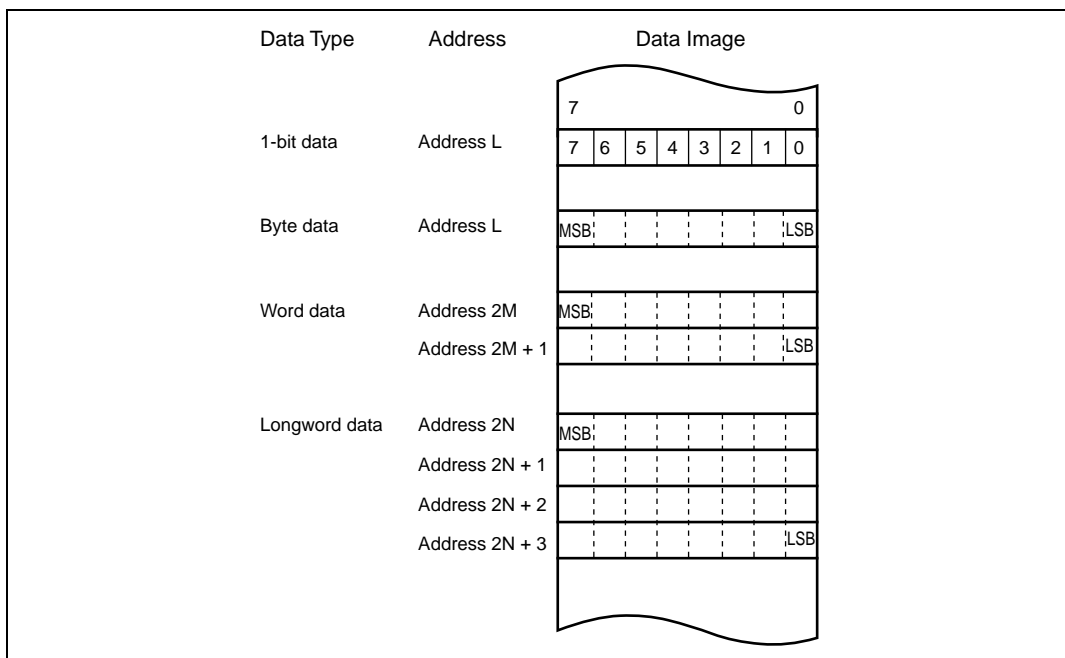 Data Type Address Data Image
7 0
1-bit data Address L 7 6 5 4 3 2 1 0
Byte data Address L MSB LSB
Word data Address 2M MSB
Address 2M + 1 LSB
Longword data Address 2N MSB
Address 2N + 1
Address 2N + 2
Address 2N + 3 LSB